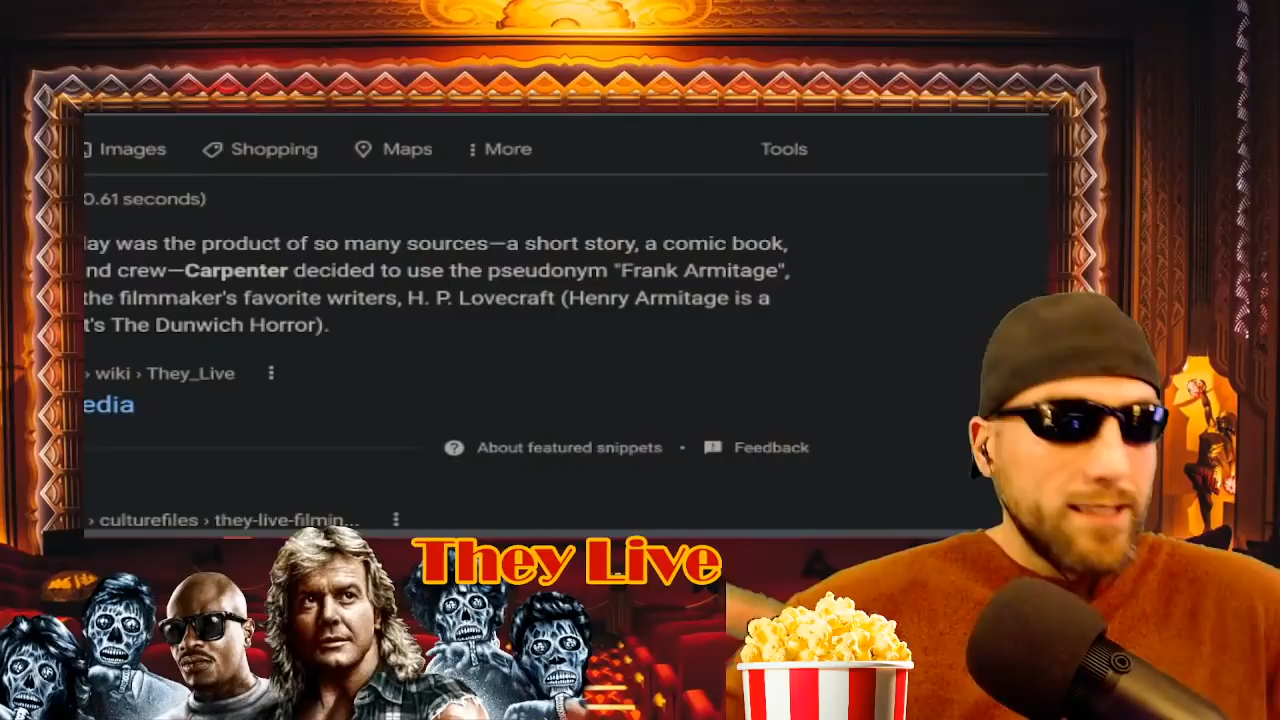 Images Shopping Maps More Tools
0.61 seconds)
lay was the product of so many sources—a short story, a comic book,
nd crew—Carpenter decided to use the pseudonym "Frank Armitage",
the filmmaker's favorite writers, H. P. Lovecraft (Henry Armitage is a
t's The Dunwich Horror).
› wiki › They_Live
edia
About featured snippets • Feedback
› culturefiles › they-live-filmin...
They Live